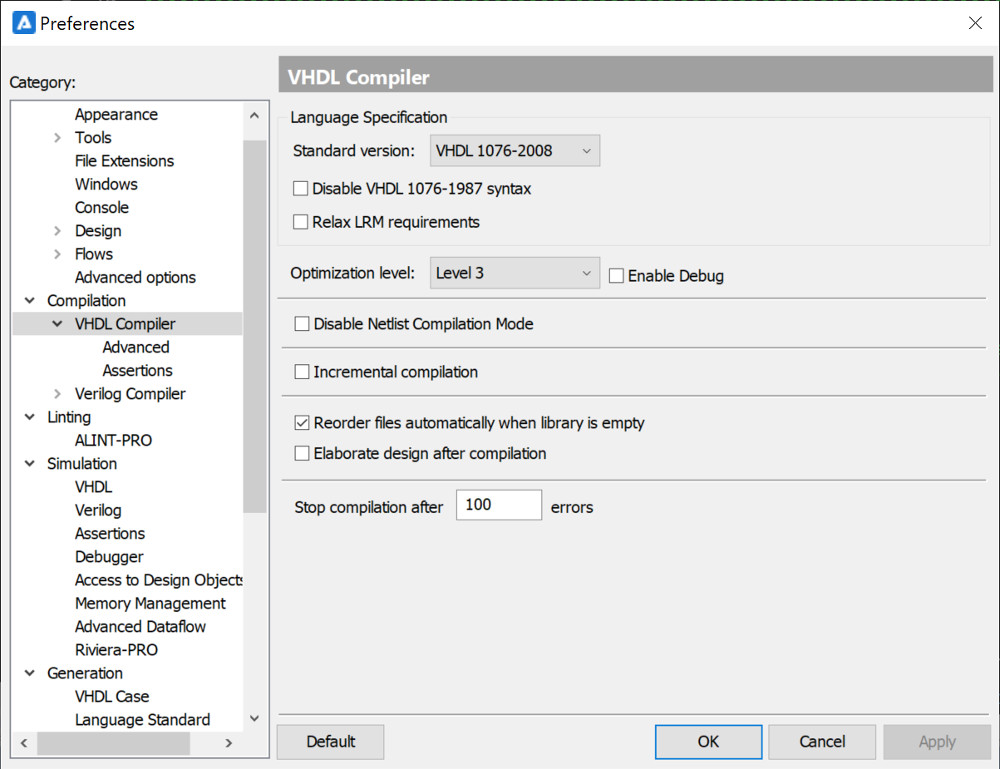 Preferences
Category:
Appearance
Tools
File Extensions
Windows
Console
Design
Flows
Advanced options
Compilation
VHDL Compiler
Advanced
Assertions
Verilog Compiler
Linting
ALINT-PRO
Simulation
VHDL
Verilog
Assertions
Debugger
Access to Design Objects
Memory Management
Advanced Dataflow
Riviera-PRO
Generation
VHDL Case
Language Standard
VHDL Compiler
Language Specification
Standard version: VHDL 1076-2008
Disable VHDL 1076-1987 syntax
Relax LRM requirements
Optimization level: Level 3 Enable Debug
Disable Netlist Compilation Mode
Incremental compilation
Reorder files automatically when library is empty
Elaborate design after compilation
Stop compilation after 100 errors
Default OK Cancel Apply